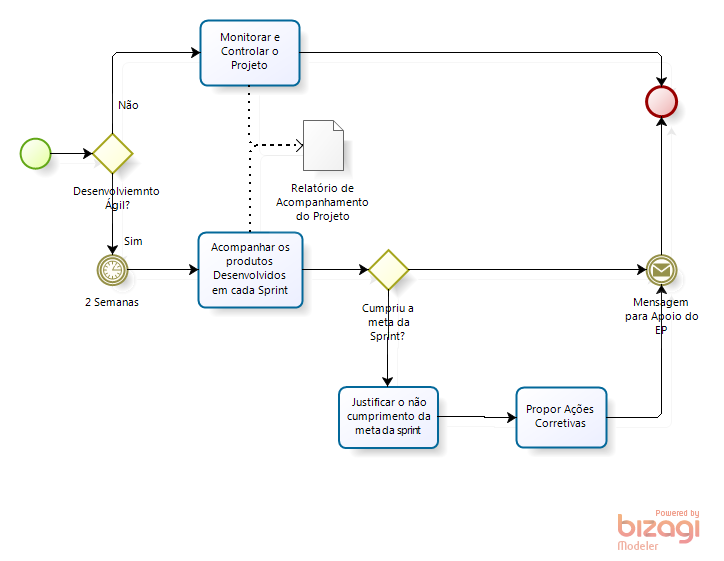 Monitorar e
Controlar o
Projeto
Não
Desenvolviemnto
Ágil?
Relatório de
Acompanhamento
do Projeto
Sim
2 Semanas
Acompanhar os
produtos
Desenvolvidos
em cada Sprint
Cumpriu a
meta da
Sprint?
Mensagem
para Apoio do
EP
Justificar o não
cumprimento da
meta da sprint
Propor Ações
Corretivas
Powered by
bizagi
Modeler